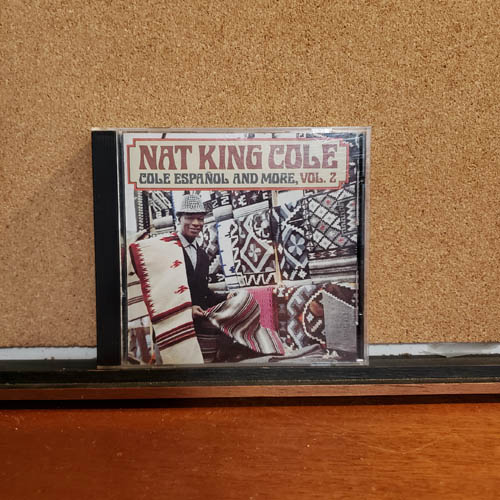 NAT KING COLE
COLE ESPAÑOL AND MORE, VOL. 2